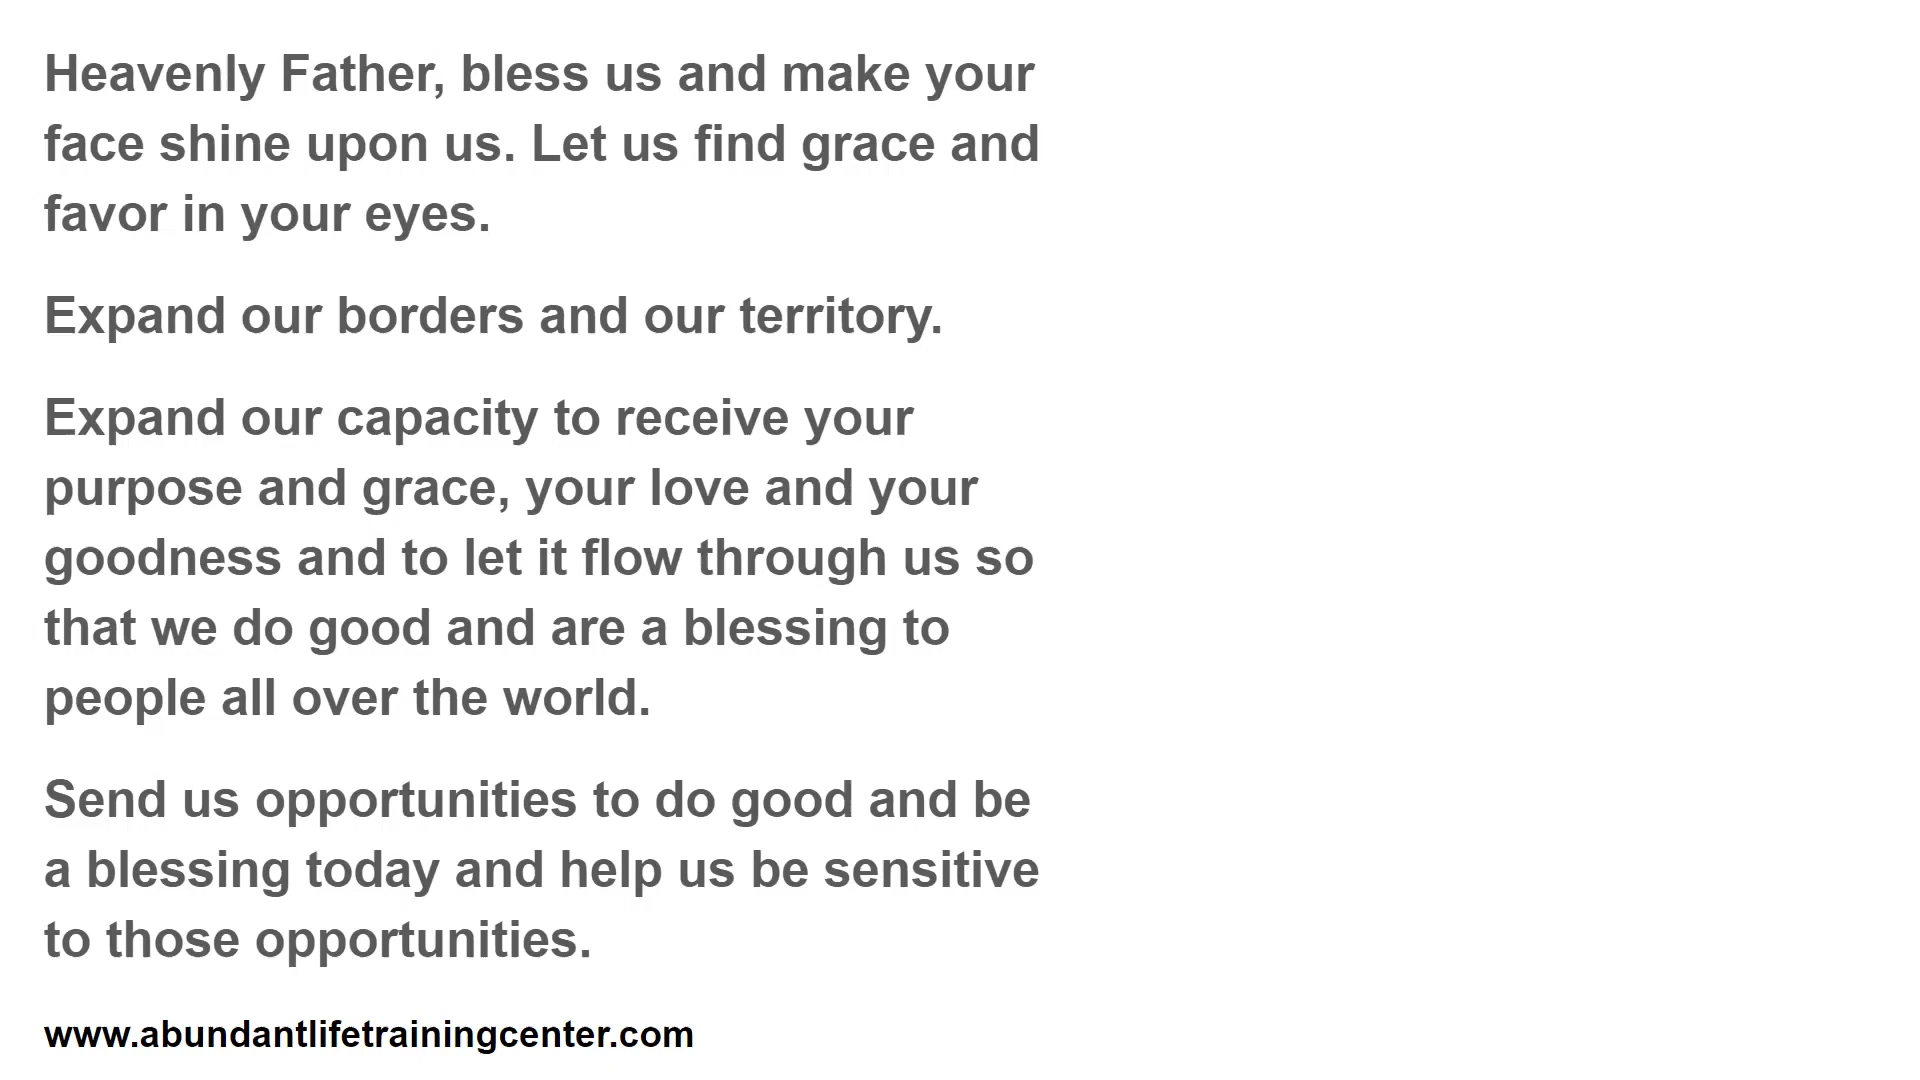 Heavenly Father, bless us and make your
face shine upon us. Let us find grace and
favor in your eyes.
Expand our borders and our territory.
Expand our capacity to receive your
purpose and grace, your love and your
goodness and to let it flow through us so
that we do good and are a blessing to
people all over the world.
Send us opportunities to do good and be
a blessing today and help us be sensitive
to those opportunities.
www.abundantlifetrainingcenter.com